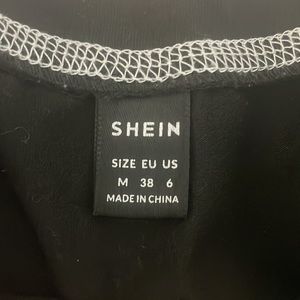 SHEIN
SIZE EU US
M 38 6
MADE IN CHINA